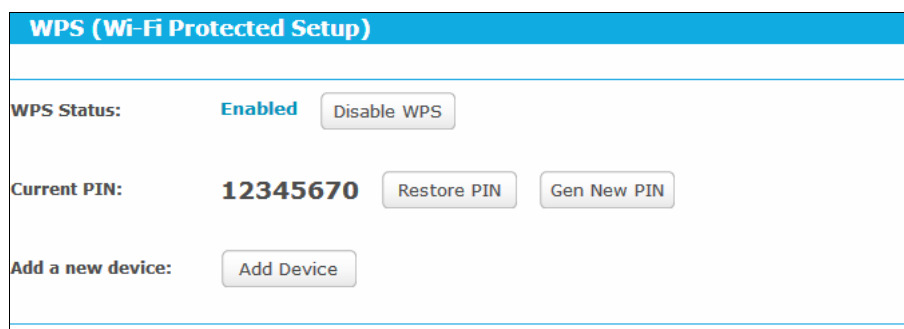 WPS (Wi-Fi Protected Setup)
WPS Status: Enabled Disable WPS
Current PIN: 12345670 Restore PIN Gen New PIN
Add a new device: Add Device